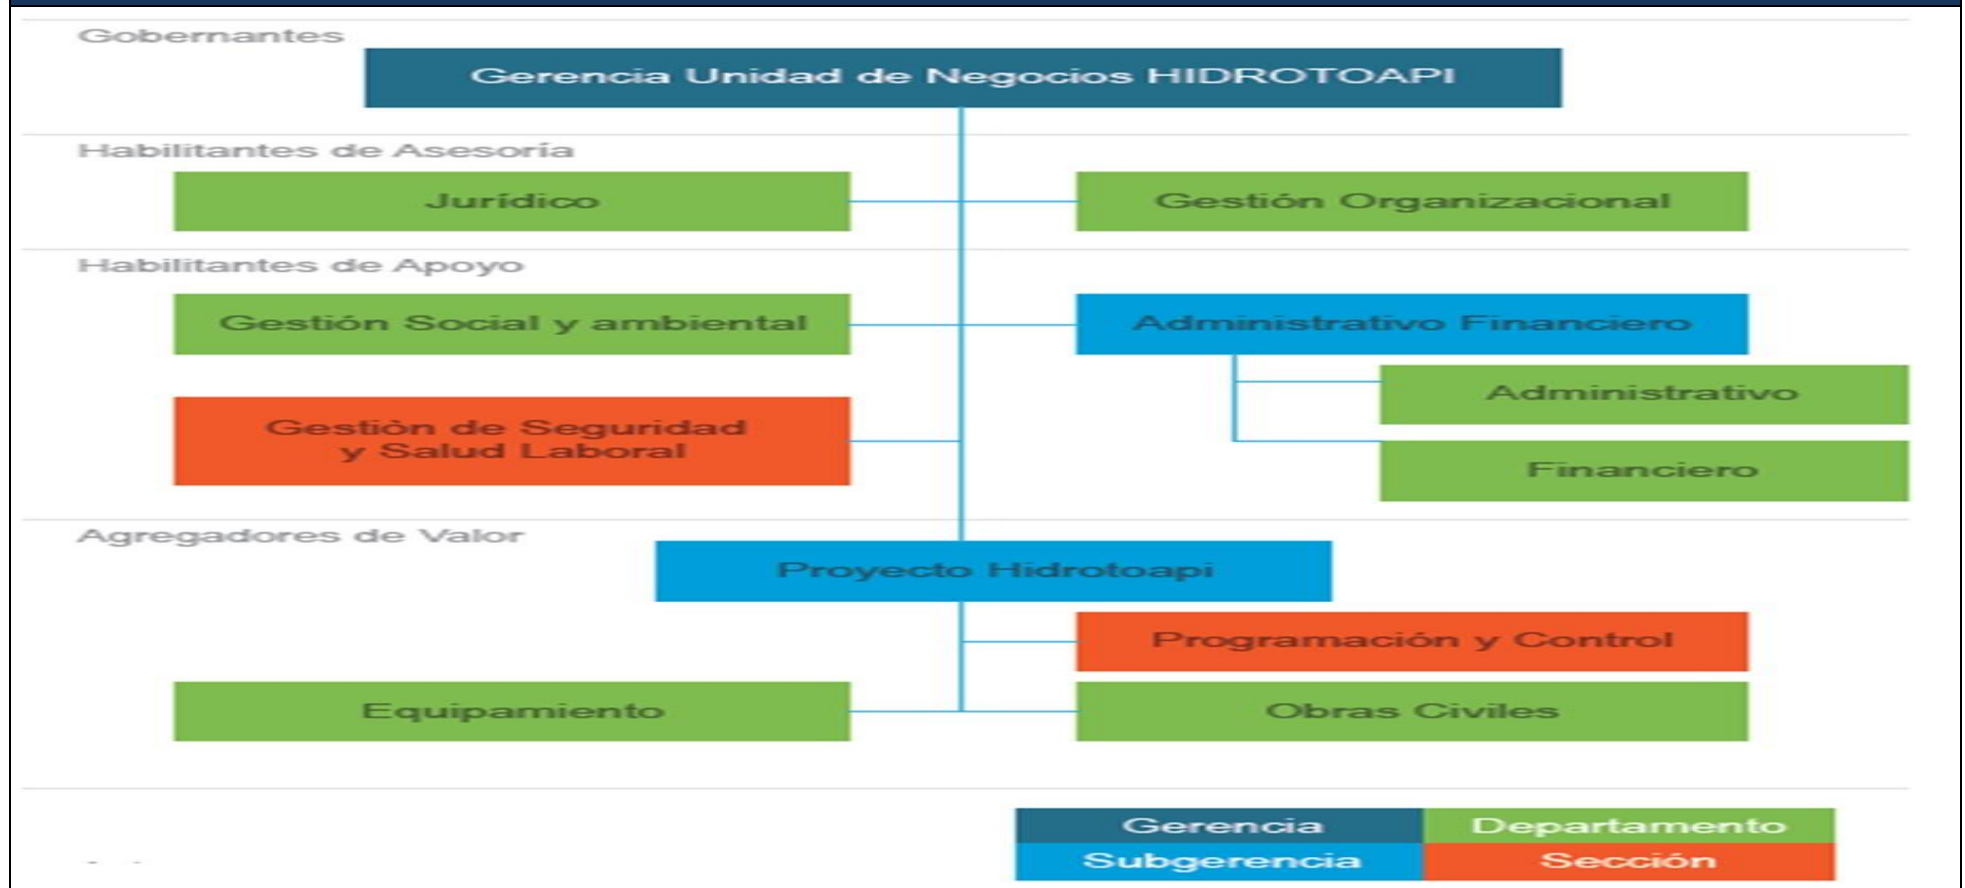 Gobernantes
Gerencia Unidad de Negocios HIDROTOAPI
Habilitantes de Asesoría
Jurídico
Gestión Organizacional
Habilitantes de Apoyo
Gestión Social y ambiental
Administrativo Financiero
Administrativo
Gestiòn de Seguridad
y Salud Laboral
Financiero
Agregadores de Valor
Proyecto Hidrotoapi
Programación y Control
Equipamiento
Obras Civiles
Gerencia
Departamento
Subgerencia
Sección